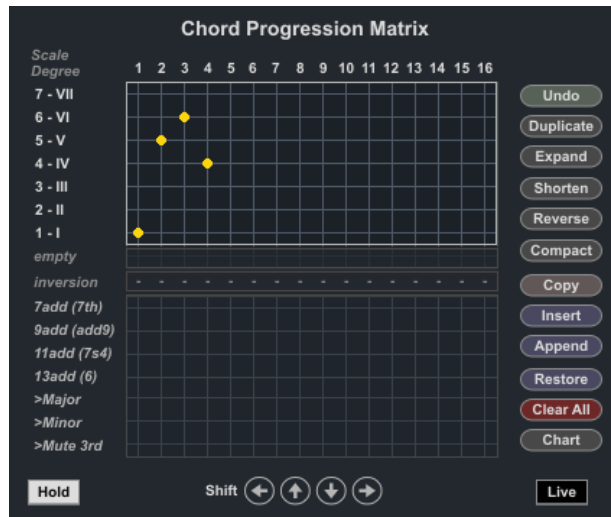 Chord Progression Matrix
Scale
Degree
1 2 3 4 5 6 7 8 9 10 11 12 13 14 15 16
7 - VII
6 - VI
5 - V
4 - IV
3 - III
2 - II
1 - I
empty
inversion - - - - - - - - - - - - - - - -
7add (7th)
9add (add9)
11add (7s4)
13add (6)
>Major
>Minor
>Mute 3rd
Undo
Duplicate
Expand
Shorten
Reverse
Compact
Copy
Insert
Append
Restore
Clear All
Chart
Hold
Shift
Live